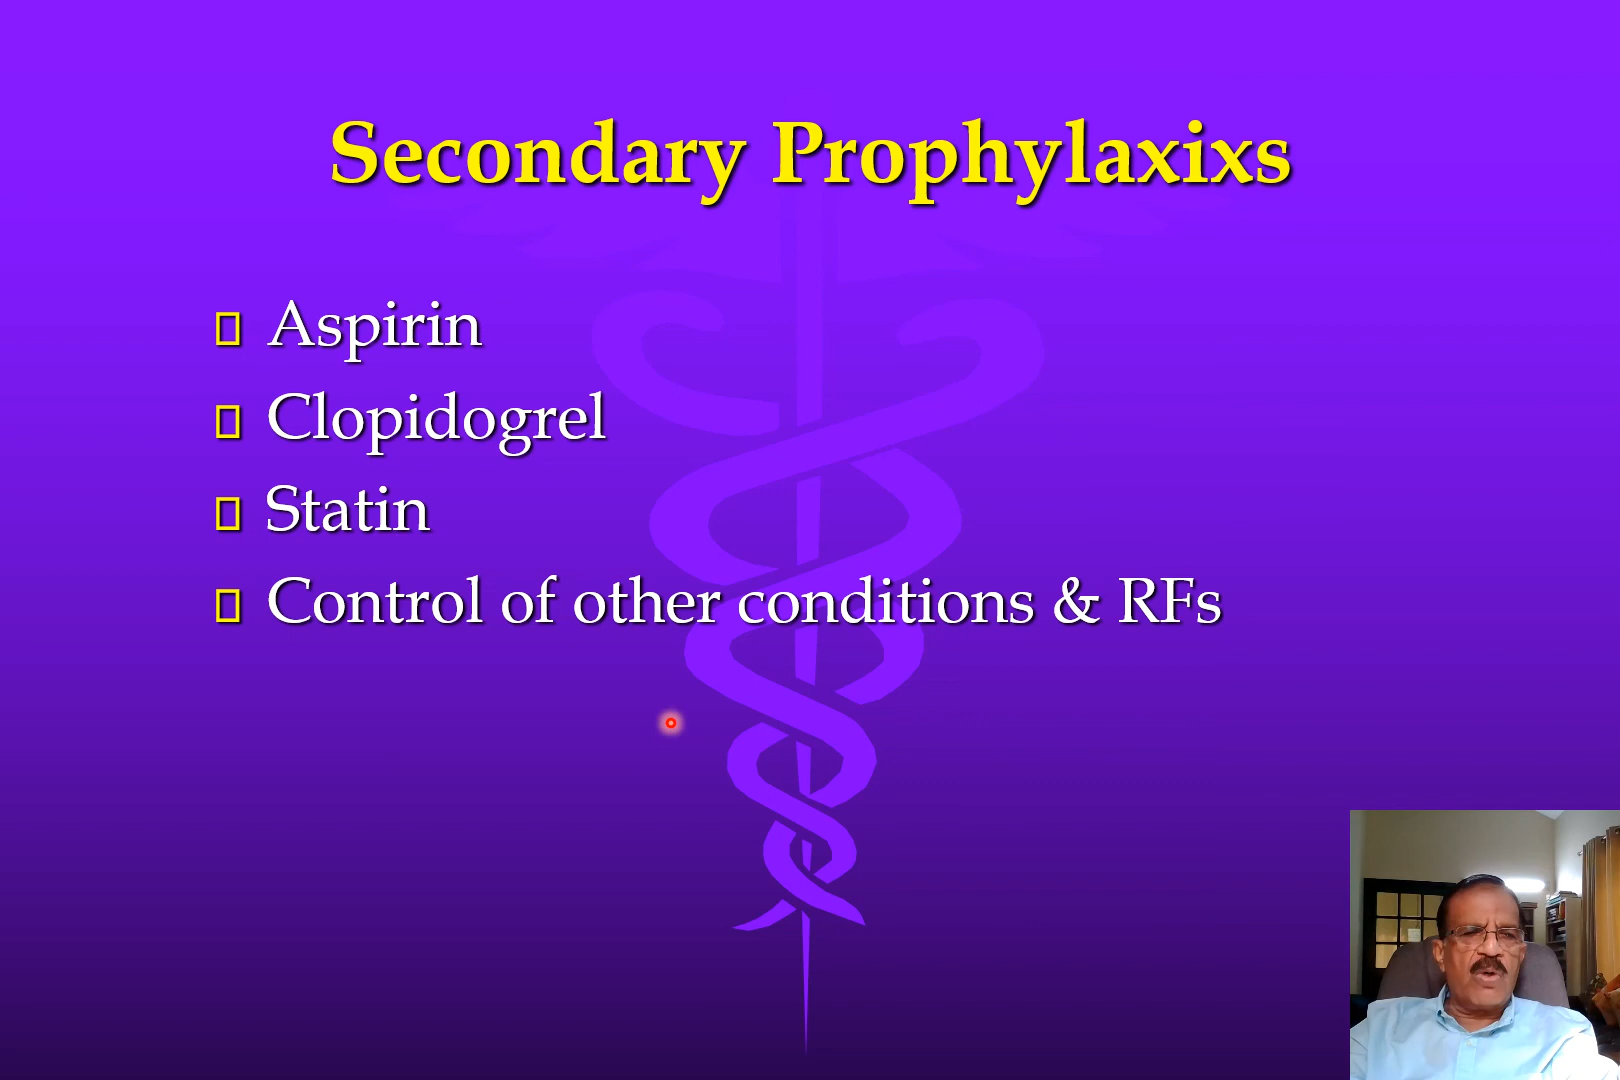 Secondary Prophylaxixs
Aspirin
Clopidogrel
Statin
Control of other conditions & RFs